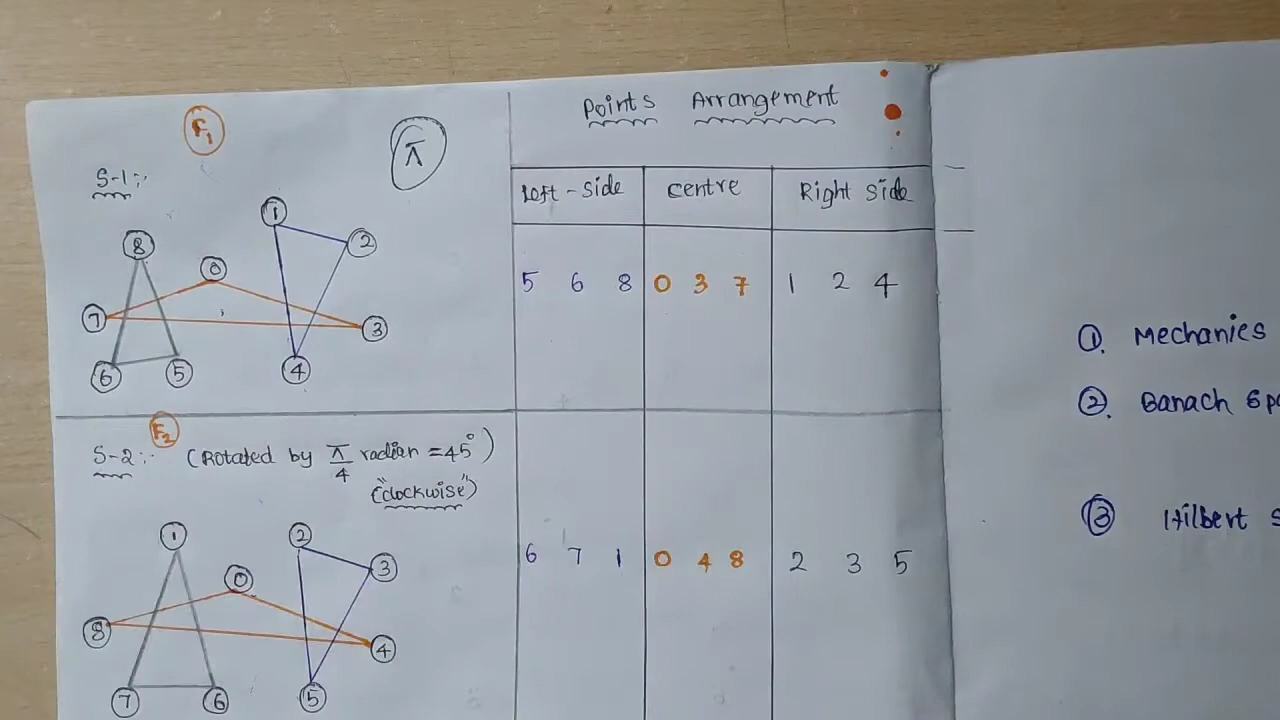 F1
π
Points Arrangement
S-1:-
Left-Side Centre Right Side
1
8 2
0
7 3
6 5 4
5 6 8 0 3 7 1 2 4
① Mechanics
② Banach
③ Hilbert
F2
S-2:- (Rotated by π/4 radian = 45°)
("clockwise")
1 2
0 3
8 4
7 6 5
6 7 1 0 4 8 2 3 5